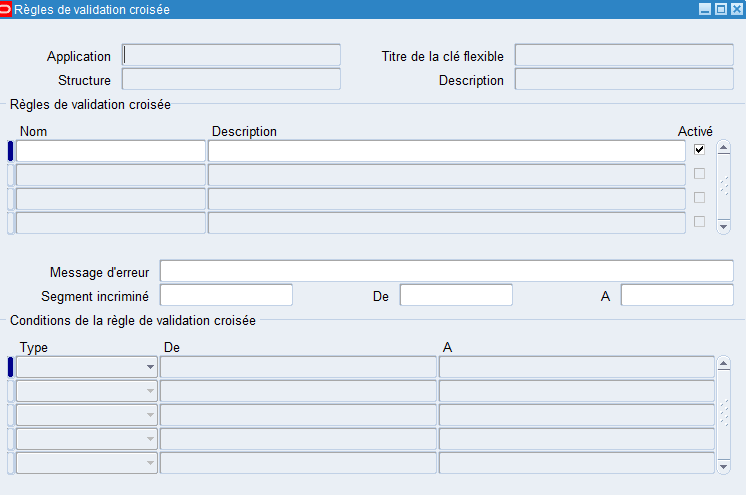 Règles de validation croisée
Application Titre de la clé flexible
Structure Description
Règles de validation croisée
Nom Description Activé
Message d'erreur
Segment incriminé De A
Conditions de la règle de validation croisée
Type De A